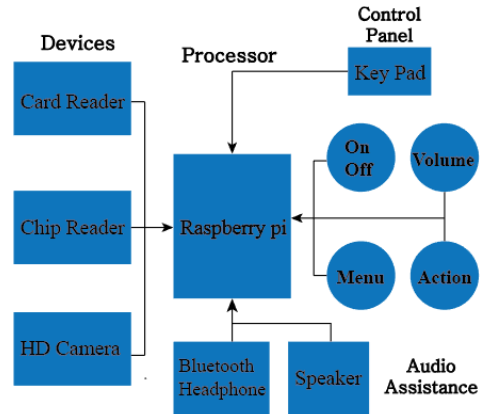 Control
Panel
Devices
Processor
Key Pad
Card Reader
On
Off
Volume
Chip Reader
Raspberry pi
Menu
Action
HD Camera
Bluetooth
Headphone
Speaker
Audio
Assistance